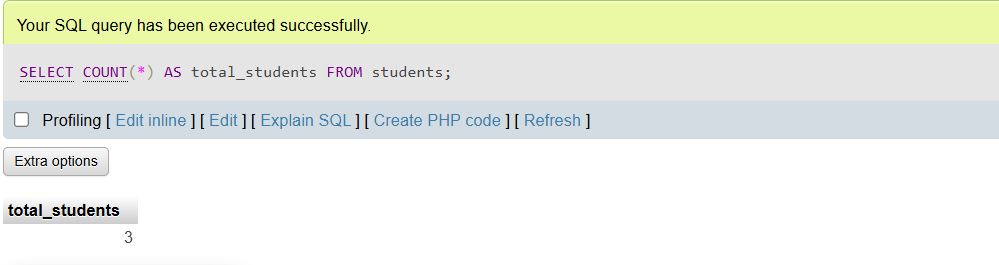 Your SQL query has been executed successfully.
SELECT COUNT(*) AS total_students FROM students;
Profiling [ Edit inline ] [ Edit ] [ Explain SQL ] [ Create PHP code ] [ Refresh ]
Extra options
total_students
3